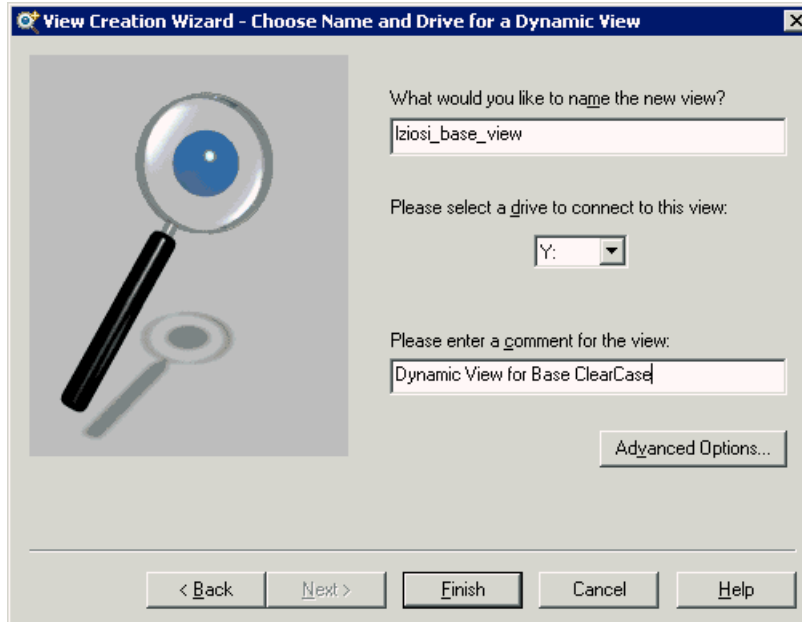 View Creation Wizard - Choose Name and Drive for a Dynamic View
What would you like to name the new view?
lziosi_base_view
Please select a drive to connect to this view:
Y:
Please enter a comment for the view:
Dynamic View for Base ClearCase
Advanced Options...
< Back
Next >
Finish
Cancel
Help